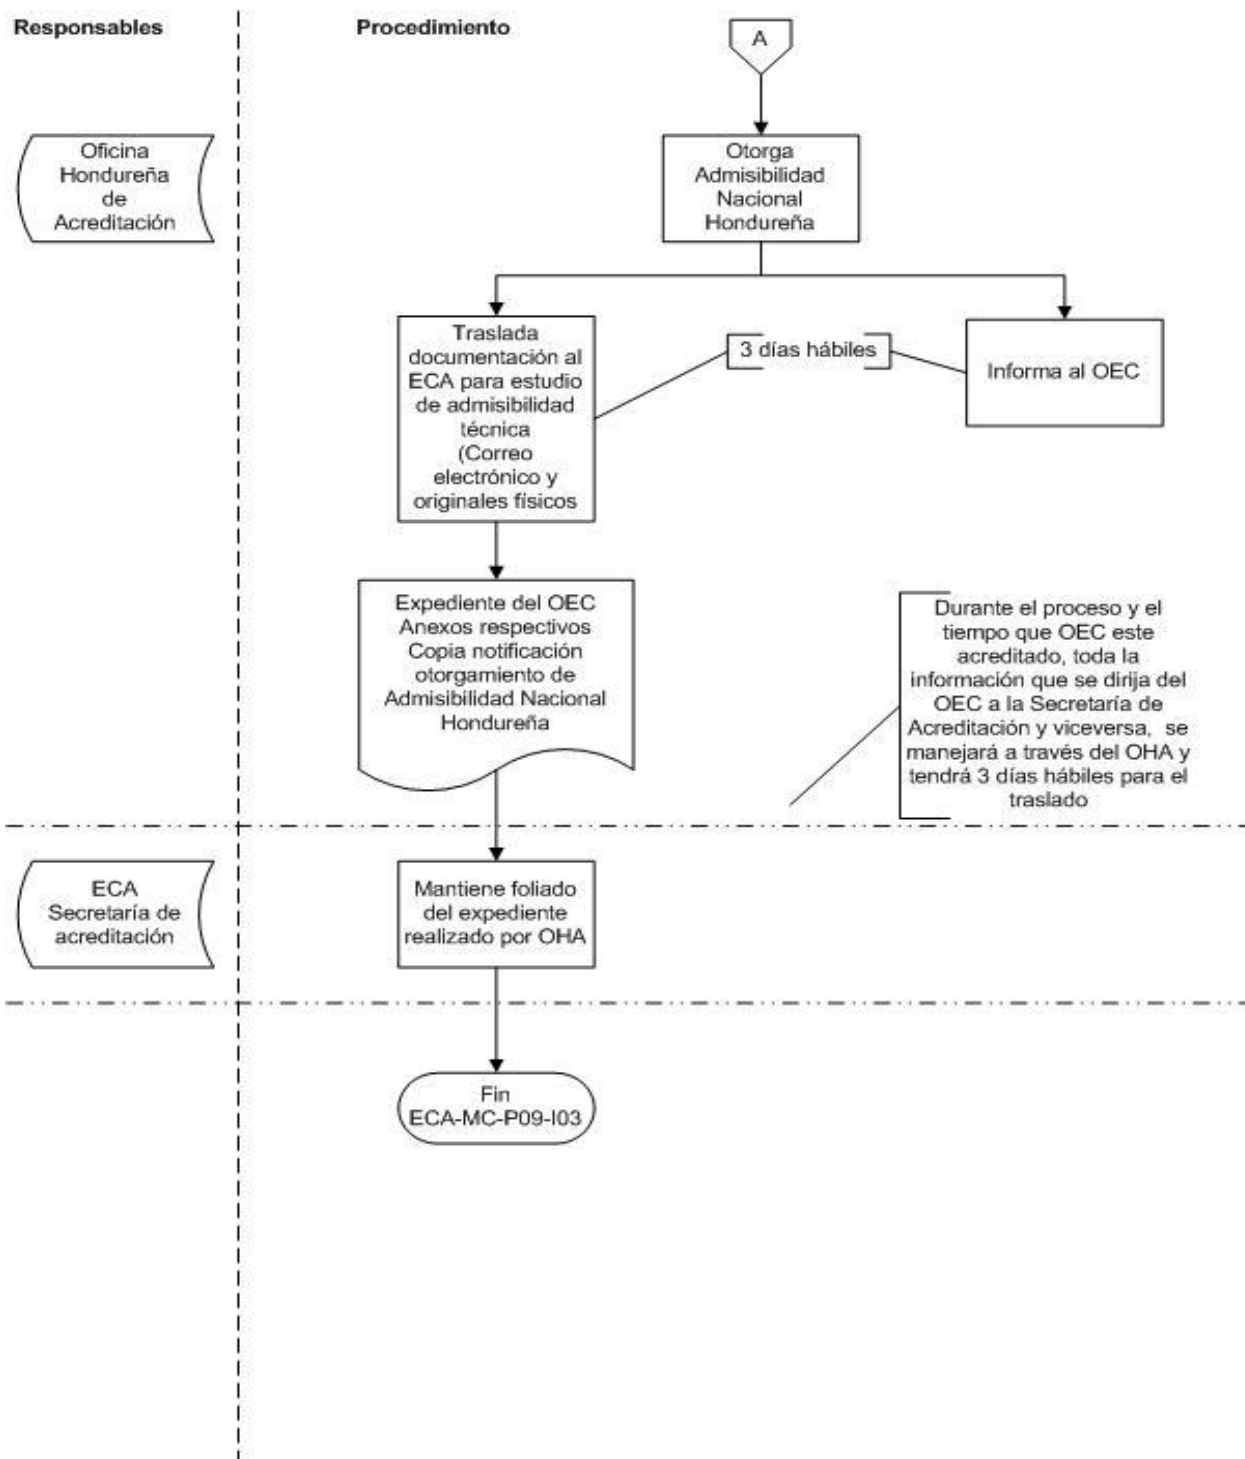 Responsables
Procedimiento
A
Oficina
Hondureña
de
Acreditación
Otorga
Admisibilidad
Nacional
Hondureña
Traslada
documentación al
ECA para estudio
de admisibilidad
técnica
(Correo
electrónico y
originales físicos
3 días hábiles
Informa al OEC
Expediente del OEC
Anexos respectivos
Copia notificación
otorgamiento de
Admisibilidad Nacional
Hondureña
Durante el proceso y el
tiempo que OEC este
acreditado, toda la
información que se dirija del
OEC a la Secretaría de
Acreditación y viceversa, se
manejará a través del OHA y
tendrá 3 días hábiles para el
traslado
ECA
Secretaría de
acreditación
Mantiene foliado
del expediente
realizado por OHA
Fin
ECA-MC-P09-I03